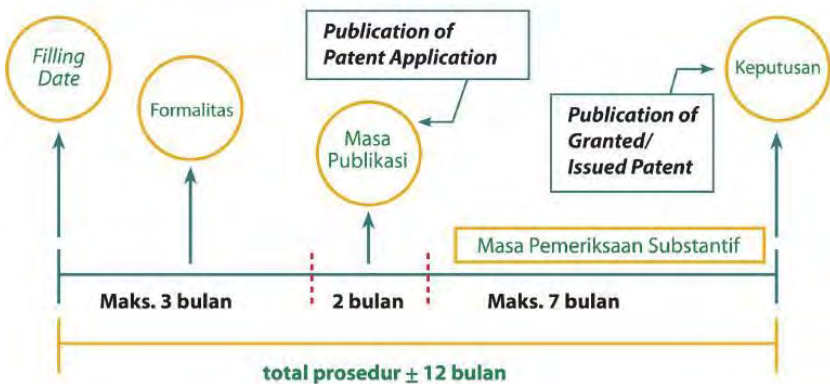 Filling
Date
Formalitas
Publication of
Patent Application
Masa
Publikasi
Publication of
Granted/
Issued Patent
Keputusan
Masa Pemeriksaan Substantif
Maks. 3 bulan
2 bulan
Maks. 7 bulan
total prosedur ± 12 bulan